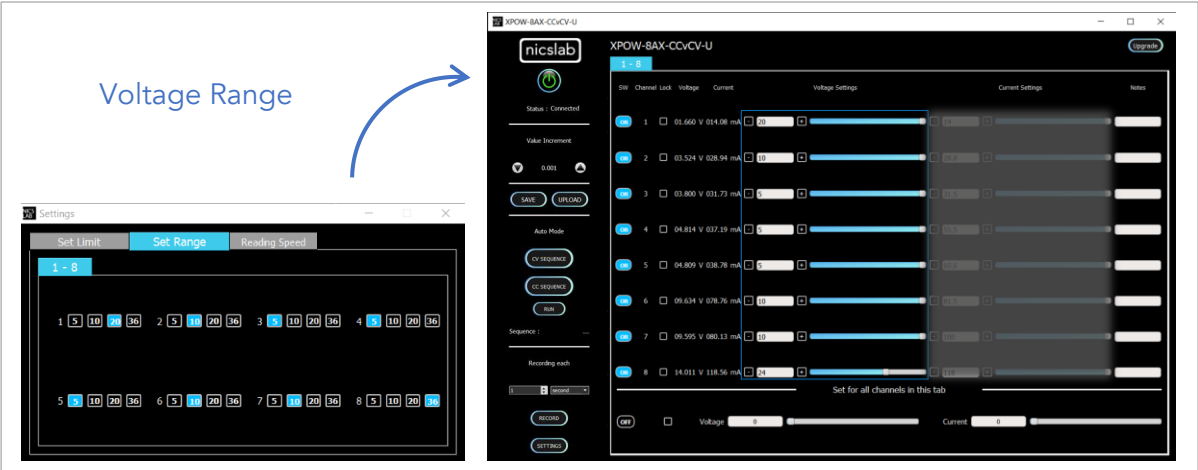 Voltage Range
NICS LAB Settings
Set Limit Set Range Reading Speed
1 - 8
1 5 10 20 36 2 5 10 20 36 3 5 10 20 36 4 5 10 20 36
5 5 10 20 36 6 5 10 20 36 7 5 10 20 36 8 5 10 20 36
XPOW-8AX-CCvCV-U
nicslab
Status : Connected
Value Increment
0.001
SAVE UPLOAD
Auto Mode
CV SEQUENCE
CC SEQUENCE
RUN
Sequence : ---
Recording each
1 second
RECORD
SETTINGS
XPOW-8AX-CCvCV-U Upgrade
1 - 8
SW Channel Lock Voltage Current Voltage Settings Current Settings Notes
ON 1 01.660 V 014.08 mA - 20 +
ON 2 03.524 V 028.94 mA - 10 +
ON 3 03.800 V 031.73 mA - 5 +
ON 4 04.814 V 037.19 mA - 5 +
ON 5 04.809 V 038.78 mA - 5 +
ON 6 09.634 V 078.76 mA - 10 +
ON 7 09.595 V 080.13 mA - 10 +
ON 8 14.011 V 118.56 mA - 24 +
Set for all channels in this tab
OFF Voltage 0 Current 0